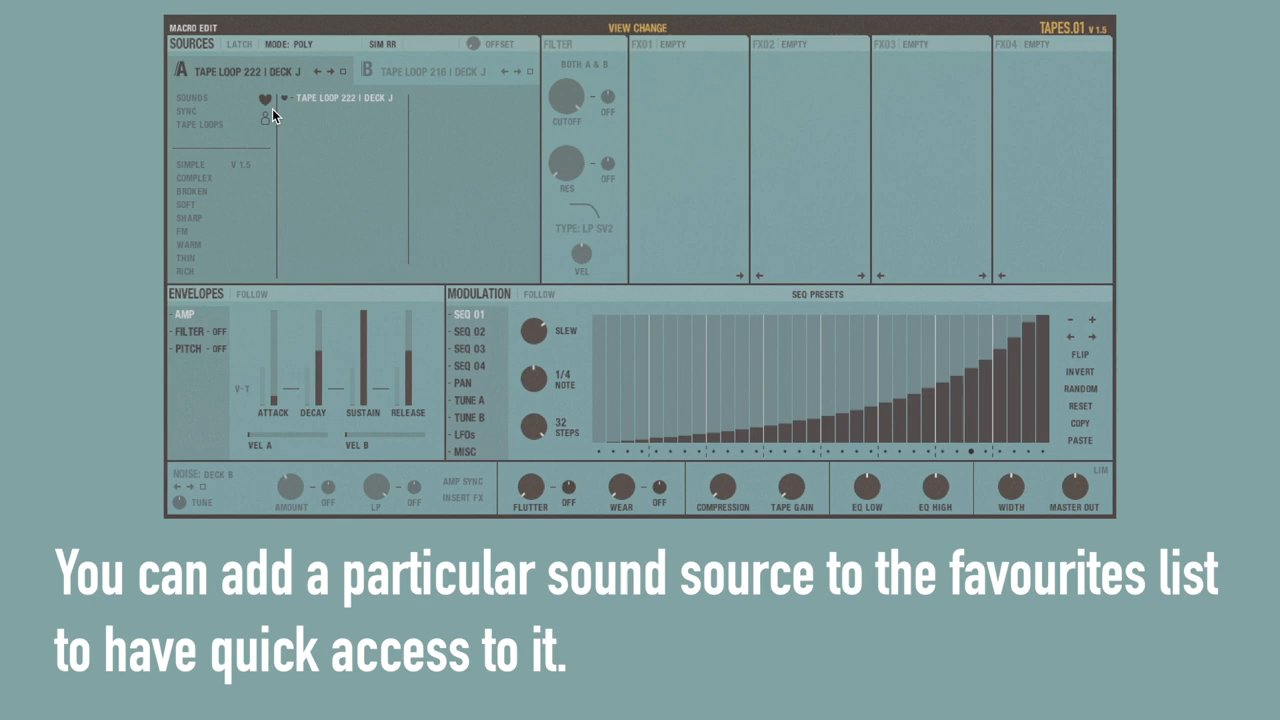 MACRO EDIT
VIEW CHANGE
TAPES.01 V 1.5
SOURCES LATCH MODE: POLY SIM RR OFFSET
FILTER
FX01 | EMPTY
FX02 | EMPTY
FX03 | EMPTY
FX04 | EMPTY
A TAPE LOOP 222 | DECK J
B TAPE LOOP 216 | DECK J
SOUNDS
SYNC
TAPE LOOPS
- TAPE LOOP 222 | DECK J
SIMPLE V 1.5
COMPLEX
BROKEN
SOFT
SHARP
FM
WARM
THIN
RICH
BOTH A & B
CUTOFF OFF
RES OFF
TYPE: LP SV2
VEL
ENVELOPES FOLLOW
- AMP
- FILTER - OFF
- PITCH - OFF
V-T
ATTACK DECAY SUSTAIN RELEASE
VEL A VEL B
MODULATION FOLLOW SEQ PRESETS
- SEQ 01
- SEQ 02
- SEQ 03
- SEQ 04
- PAN
- TUNE A
- TUNE B
- LFOs
- MISC
SLEW
1/4
NOTE
32
STEPS
- +
FLIP
INVERT
RANDOM
RESET
COPY
PASTE
NOISE: DECK B
TUNE
AMOUNT OFF LP OFF
AMP SYNC
INSERT FX
FLUTTER OFF WEAR OFF
COMPRESSION TAPE GAIN
EQ LOW EQ HIGH
LIM
WIDTH MASTER OUT
You can add a particular sound source to the favourites list
to have quick access to it.